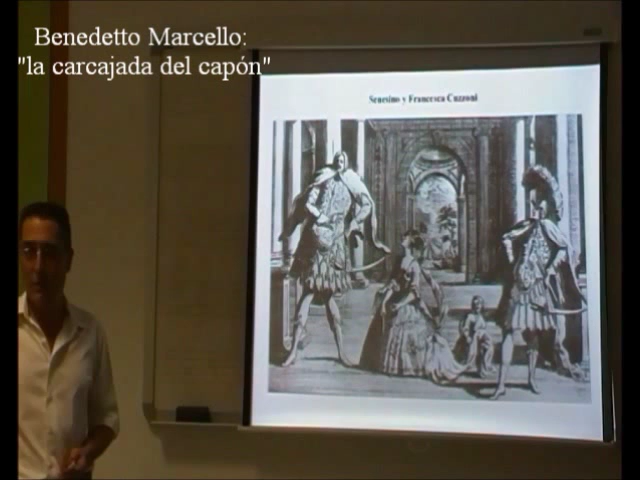 Benedetto Marcello:
"la carcajada del capón"
Senesino y Francesca Cuzzoni